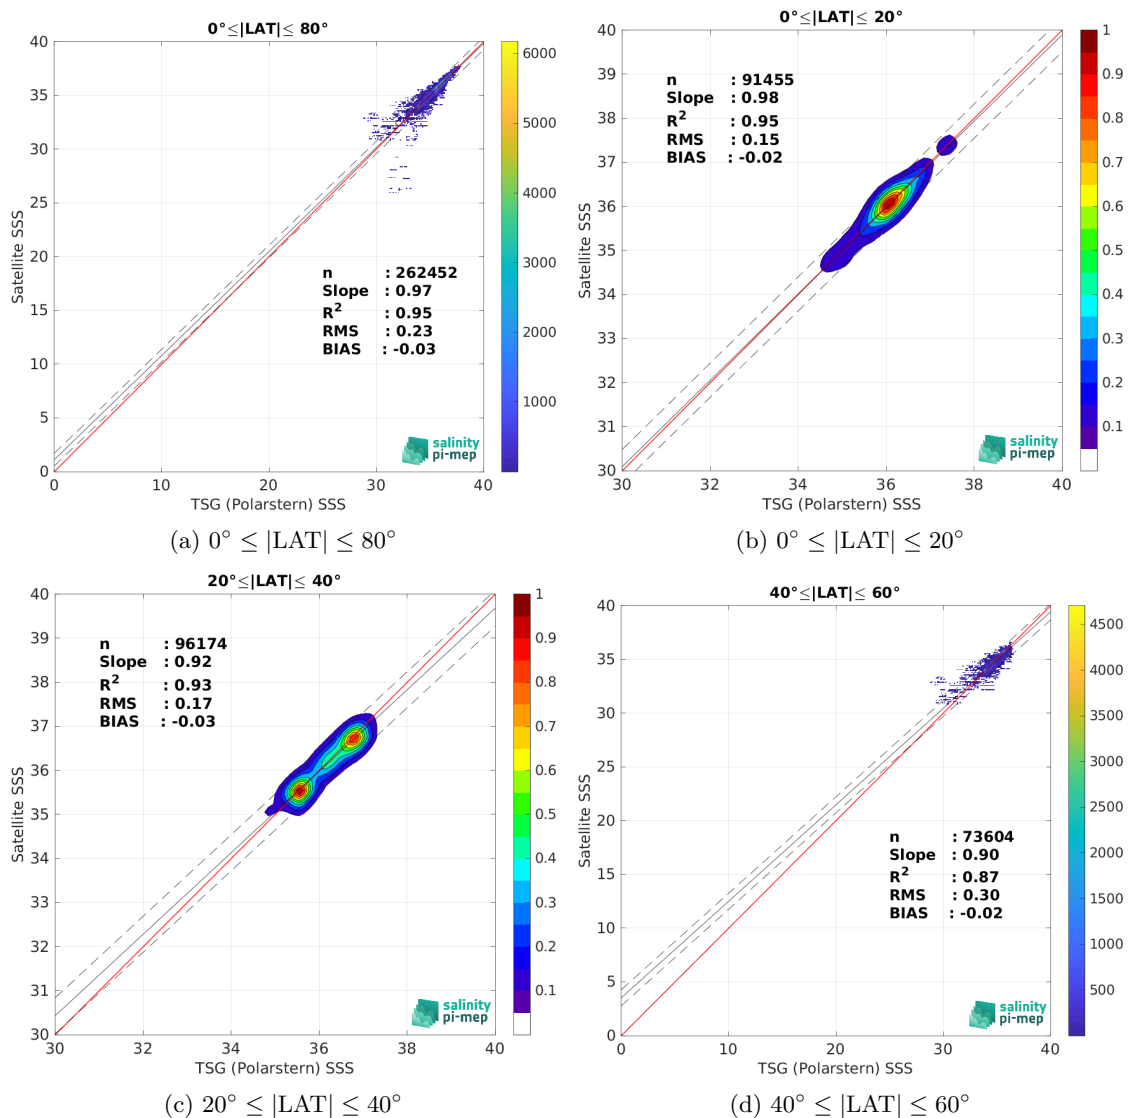 0°≤|LAT|≤ 80°
40
35
30
25
20
15
10
5
0
0
10
20
30
40
Satellite SSS
TSG (Polarstern) SSS
n : 262452
Slope : 0.97
R² : 0.95
RMS : 0.23
BIAS : -0.03
salinity
pi-mep
6000
5000
4000
3000
2000
1000
(a) 0° ≤ |LAT| ≤ 80°
0°≤|LAT|≤ 20°
40
39
38
37
36
35
34
33
32
31
30
30
32
34
36
38
40
Satellite SSS
TSG (Polarstern) SSS
n : 91455
Slope : 0.98
R² : 0.95
RMS : 0.15
BIAS : -0.02
salinity
pi-mep
1
0.9
0.8
0.7
0.6
0.5
0.4
0.3
0.2
0.1
(b) 0° ≤ |LAT| ≤ 20°
20°≤|LAT|≤ 40°
40
39
38
37
36
35
34
33
32
31
30
30
32
34
36
38
40
Satellite SSS
TSG (Polarstern) SSS
n : 96174
Slope : 0.92
R² : 0.93
RMS : 0.17
BIAS : -0.03
salinity
pi-mep
1
0.9
0.8
0.7
0.6
0.5
0.4
0.3
0.2
0.1
(c) 20° ≤ |LAT| ≤ 40°
40°≤|LAT|≤ 60°
40
35
30
25
20
15
10
5
0
0
10
20
30
40
Satellite SSS
TSG (Polarstern) SSS
n : 73604
Slope : 0.90
R² : 0.87
RMS : 0.30
BIAS : -0.02
salinity
pi-mep
4500
4000
3500
3000
2500
2000
1500
1000
500
(d) 40° ≤ |LAT| ≤ 60°